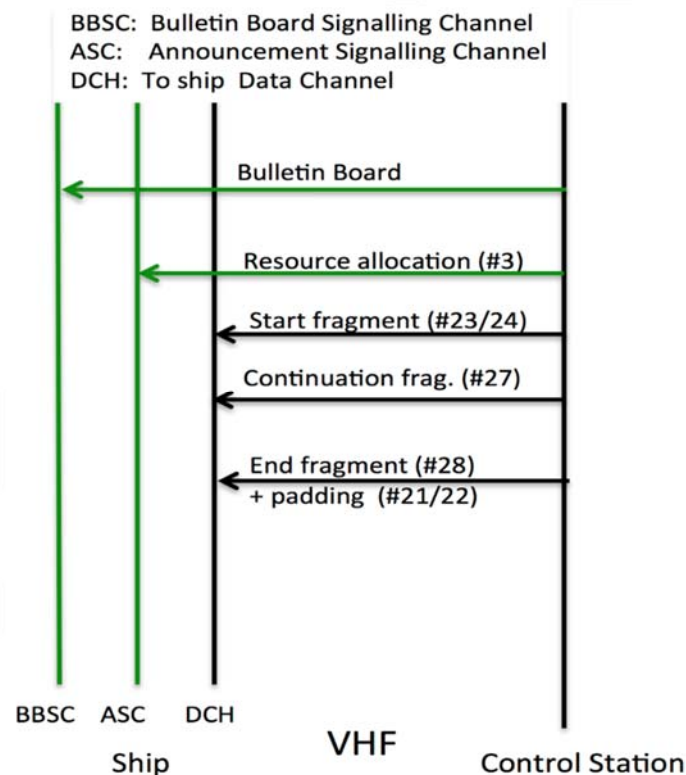 BBSC: Bulletin Board Signalling Channel
ASC: Announcement Signalling Channel
DCH: To ship Data Channel
Bulletin Board
Resource allocation (#3)
Start fragment (#23/24)
Continuation frag. (#27)
End fragment (#28)
+ padding (#21/22)
BBSC ASC DCH
VHF
Ship Control Station